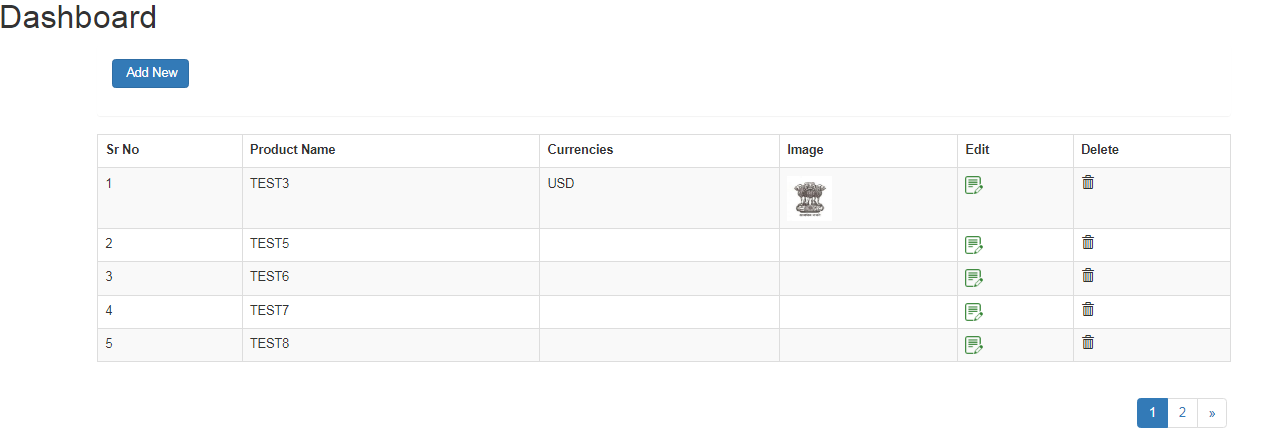 Dashboard
Add New
Sr No Product Name Currencies Image Edit Delete
1 TEST3 USD
2 TEST5
3 TEST6
4 TEST7
5 TEST8
1 2 »